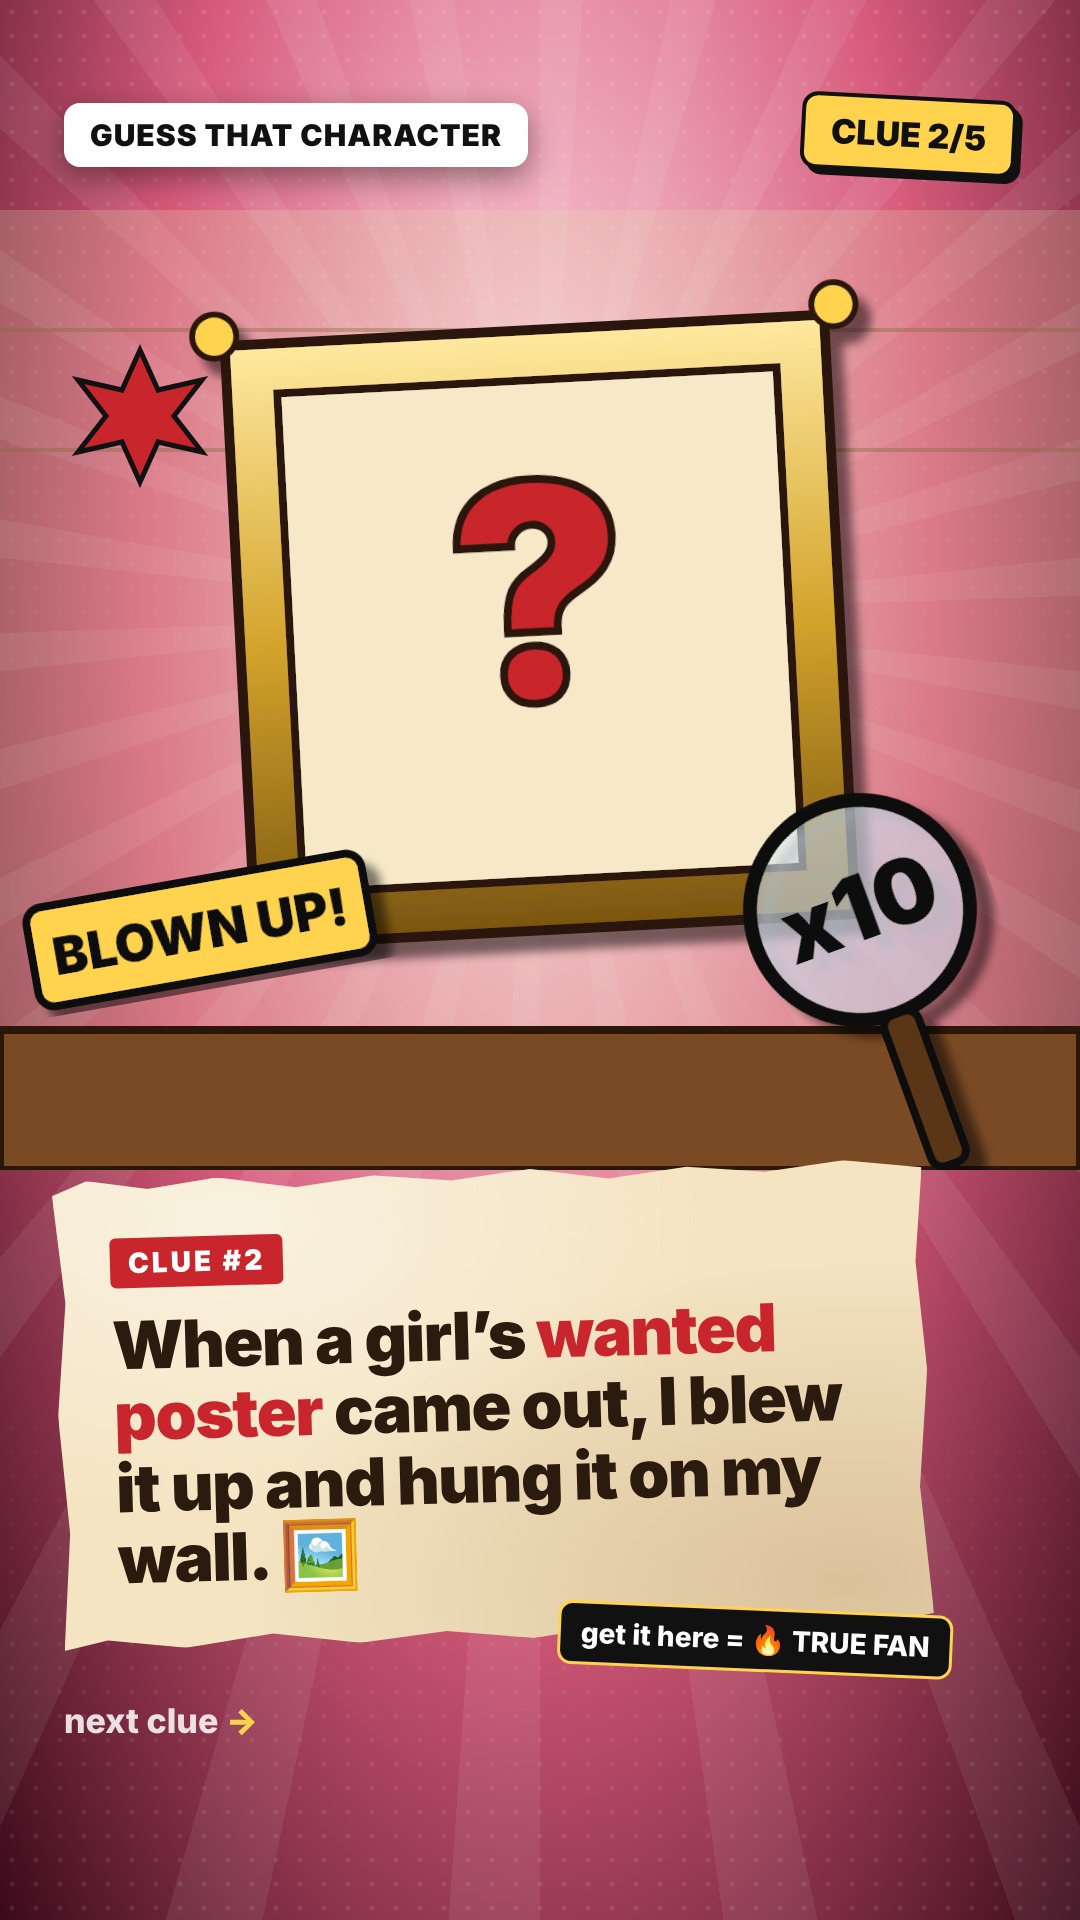 GUESS THAT CHARACTER
CLUE 2/5
?
BLOWN UP!
x10
CLUE #2
When a girl’s wanted
poster came out, I blew
it up and hung it on my
wall. 🖼️
get it here = 🔥 TRUE FAN
next clue →